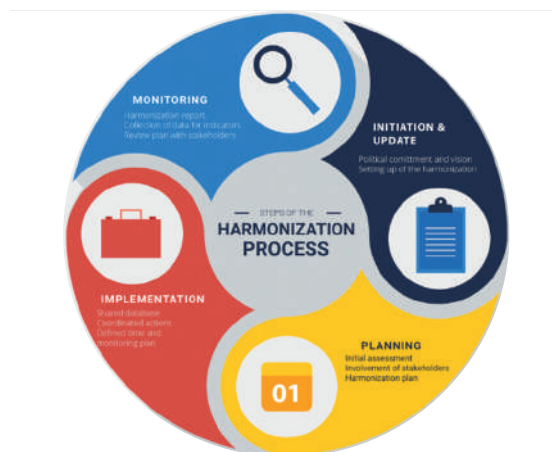 STEPS OF THE
HARMONIZATION
PROCESS
INITIATION &
UPDATE
Political comittment and vision
Setting up of the harmonization
PLANNING
Initial assessment
Involvement of stakeholders
Harmonization plan
01
IMPLEMENTATION
Shared database
Coordinated actions
Defined time and
monitoring plan
MONITORING
Harmonization report
Collection of data for indicators
Review plan with stakeholders